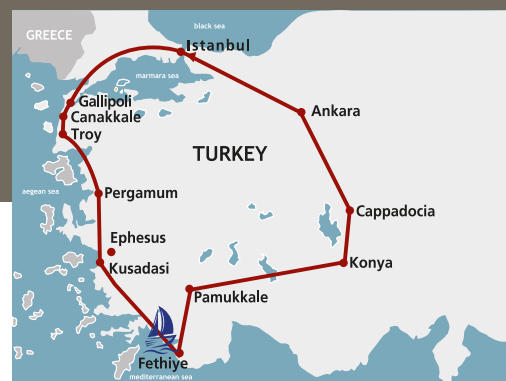 black sea
GREECE
Istanbul
marmara sea
Gallipoli
Canakkale
Troy
Ankara
TURKEY
aegean sea
Pergamum
Cappadocia
Ephesus
Kusadasi
Konya
Pamukkale
Fethiye
mediterranean sea